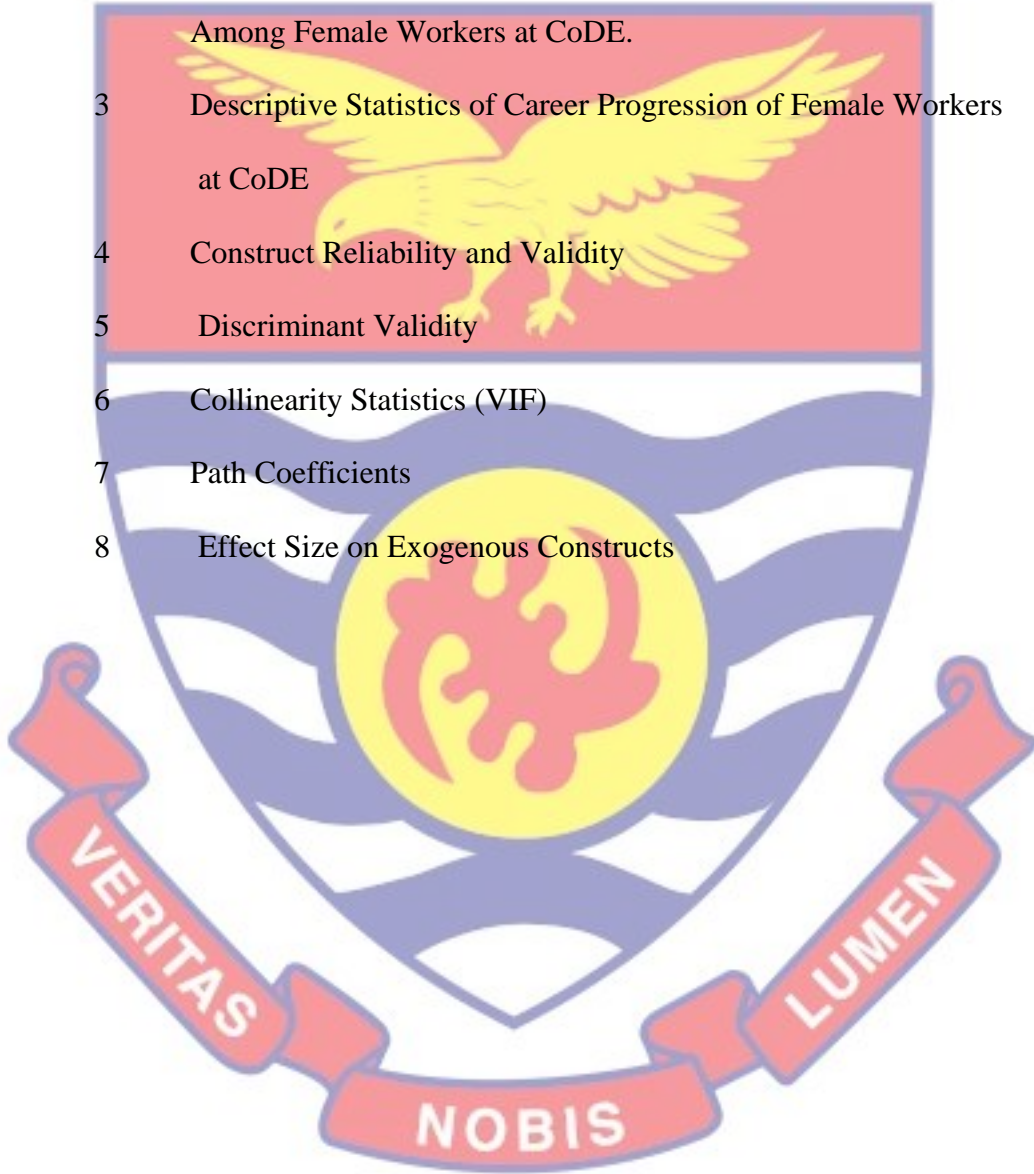 Among Female Workers at CoDE.
3 Descriptive Statistics of Career Progression of Female Workers
at CoDE
4 Construct Reliability and Validity
5 Discriminant Validity
6 Collinearity Statistics (VIF)
7 Path Coefficients
8 Effect Size on Exogenous Constructs
VERITAS
NOBIS
LUMEN